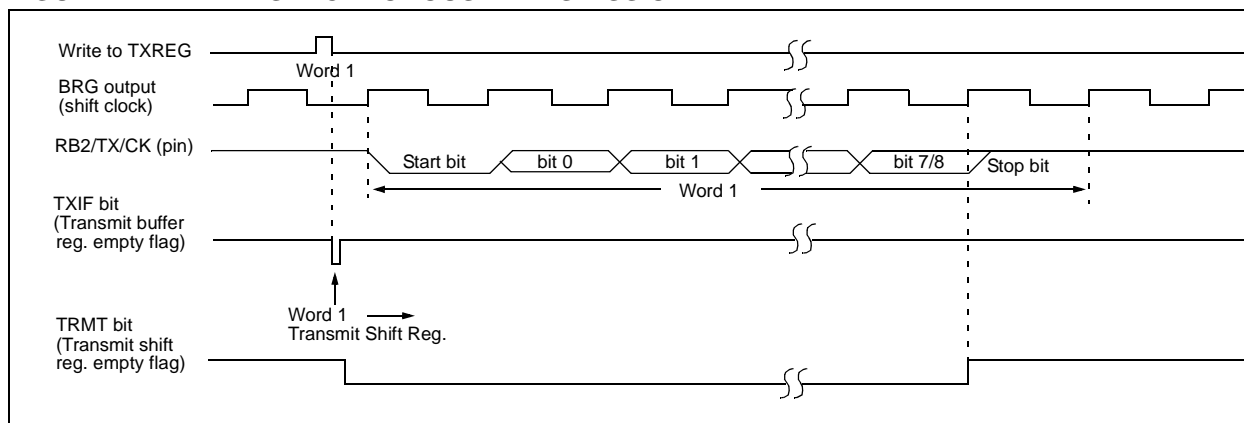 Write to TXREG
Word 1
BRG output
(shift clock)
RB2/TX/CK (pin)
Start bit
bit 0
bit 1
bit 7/8
Stop bit
Word 1
TXIF bit
(Transmit buffer
reg. empty flag)
Word 1
Transmit Shift Reg.
TRMT bit
(Transmit shift
reg. empty flag)